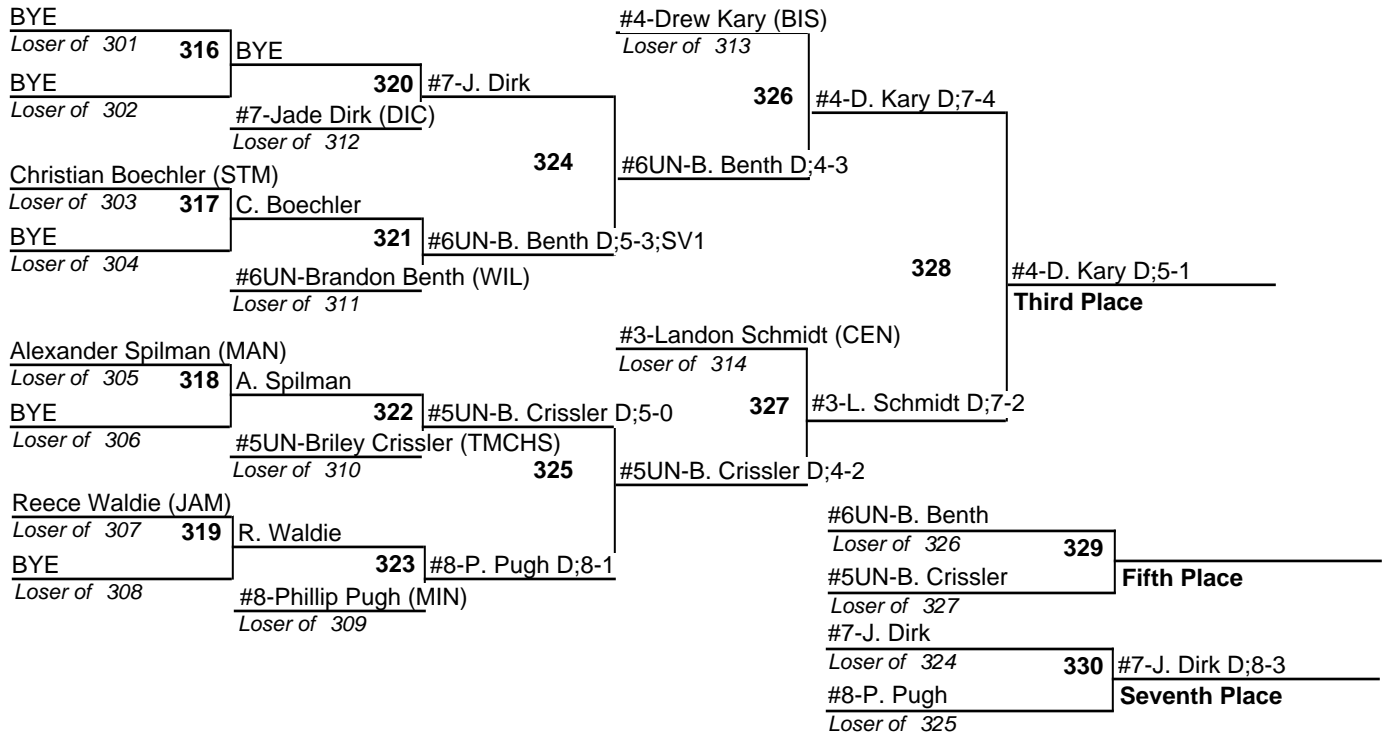 BYE
Loser of 301
316
BYE
Loser of 302
BYE
320
#7-Jade Dirk (DIC)
Loser of 312
#7-J. Dirk
Christian Boechler (STM)
Loser of 303
317
BYE
Loser of 304
C. Boechler
321
#6UN-Brandon Benth (WIL)
Loser of 311
#6UN-B. Benth D;5-3;SV1
324
Alexander Spilman (MAN)
Loser of 305
318
BYE
Loser of 306
A. Spilman
322
#5UN-Briley Crissler (TMCHS)
Loser of 310
#5UN-B. Crissler D;5-0
Reece Waldie (JAM)
Loser of 307
319
BYE
Loser of 308
R. Waldie
323
#8-Phillip Pugh (MIN)
Loser of 309
#8-P. Pugh D;8-1
325
#4-Drew Kary (BIS)
Loser of 313
326
#6UN-B. Benth D;4-3
#4-D. Kary D;7-4
#3-Landon Schmidt (CEN)
Loser of 314
327
#5UN-B. Crissler D;4-2
#3-L. Schmidt D;7-2
328
#4-D. Kary D;5-1
Third Place
#6UN-B. Benth
Loser of 326
329
#5UN-B. Crissler
Loser of 327
Fifth Place
#7-J. Dirk
Loser of 324
330
#8-P. Pugh
Loser of 325
#7-J. Dirk D;8-3
Seventh Place